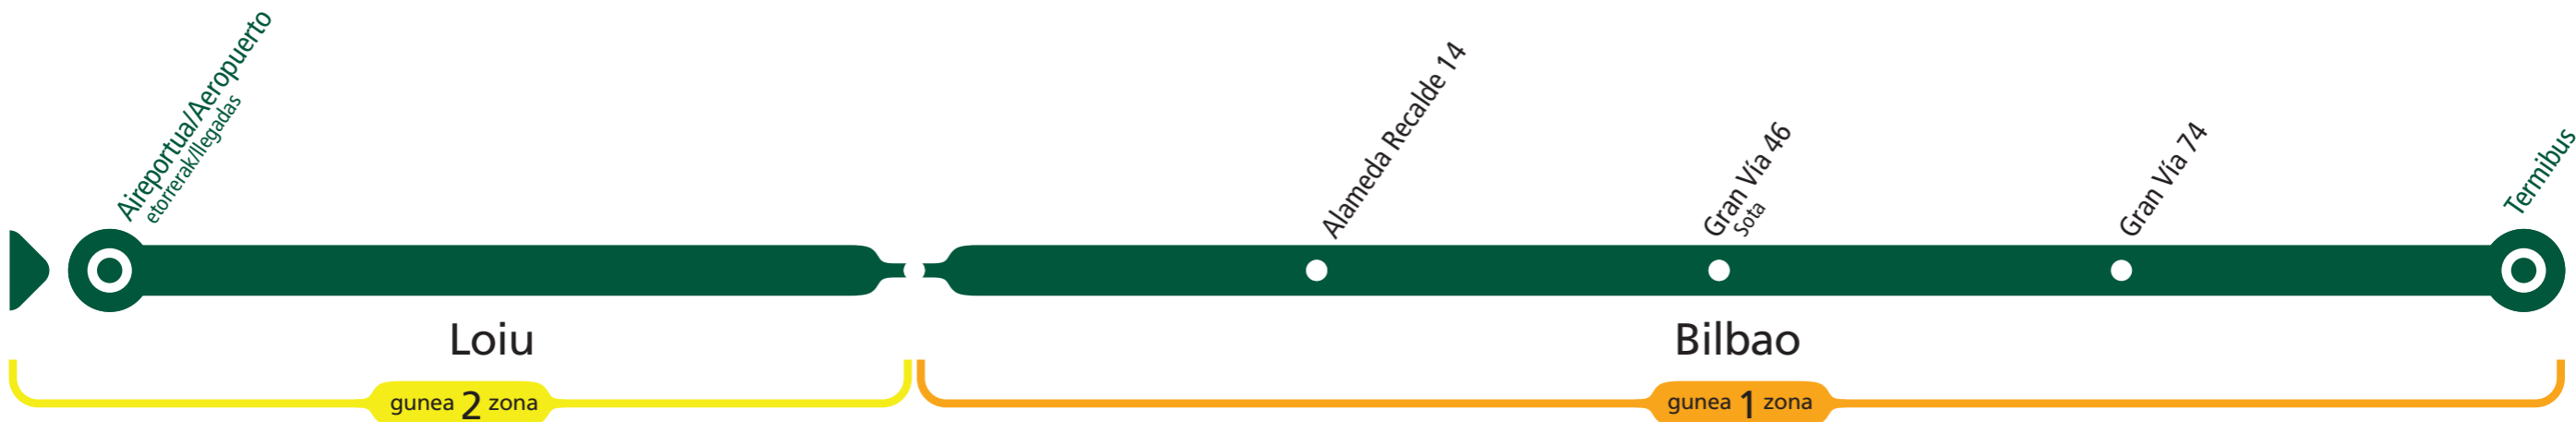 Aireportua/Aeropuerto
etorrerak/llegadas
Alameda Recalde 14
Gran Vía 46
Sota
Gran Vía 74
Termibus
Loiu
Bilbao
gunea 2 zona
gunea 1 zona